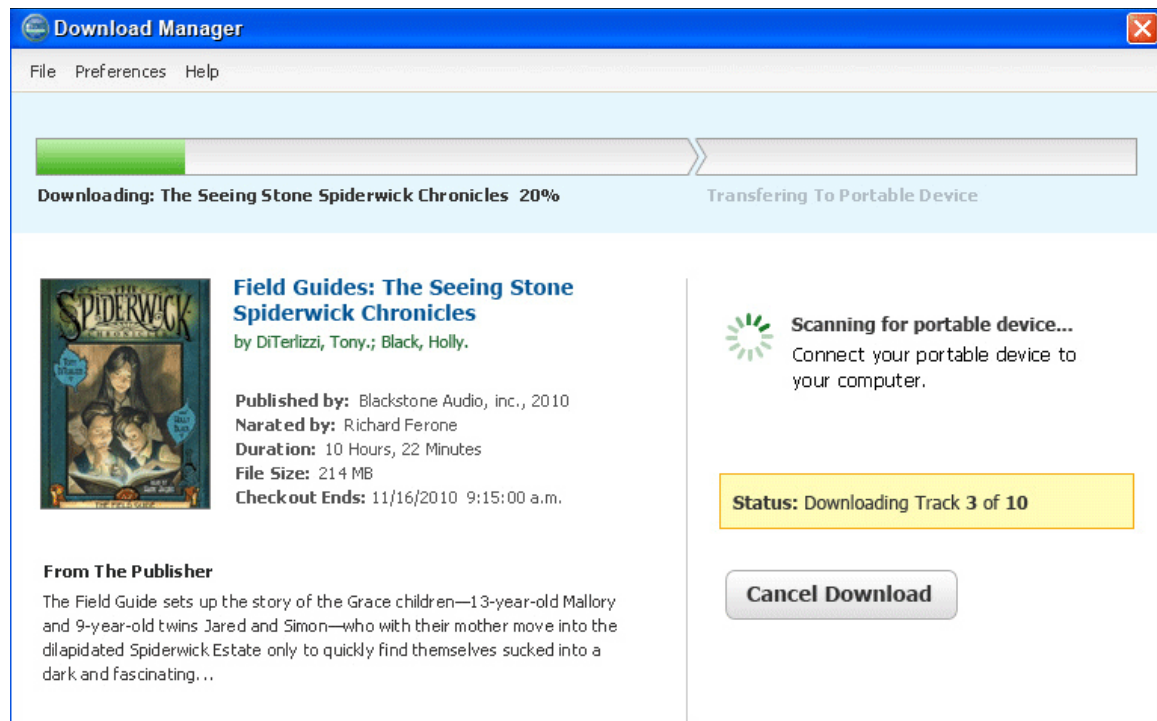 Download Manager
File Preferences Help
Downloading: The Seeing Stone Spiderwick Chronicles 20%
Transfering To Portable Device
THE
SPIDERWICK
CHRONICLES
TONY
HOLLY
BLACK
THE FIELD GUIDE
Field Guides: The Seeing Stone
Spiderwick Chronicles
by DiTerlizzi, Tony.; Black, Holly.
Published by: Blackstone Audio, inc., 2010
Narated by: Richard Ferone
Duration: 10 Hours, 22 Minutes
File Size: 214 MB
Checkout Ends: 11/16/2010 9:15:00 a.m.
From The Publisher
The Field Guide sets up the story of the Grace children—13-year-old Mallory
and 9-year-old twins Jared and Simon—who with their mother move into the
dilapidated Spiderwick Estate only to quickly find themselves sucked into a
dark and fascinating...
Scanning for portable device...
Connect your portable device to
your computer.
Status: Downloading Track 3 of 10
Cancel Download